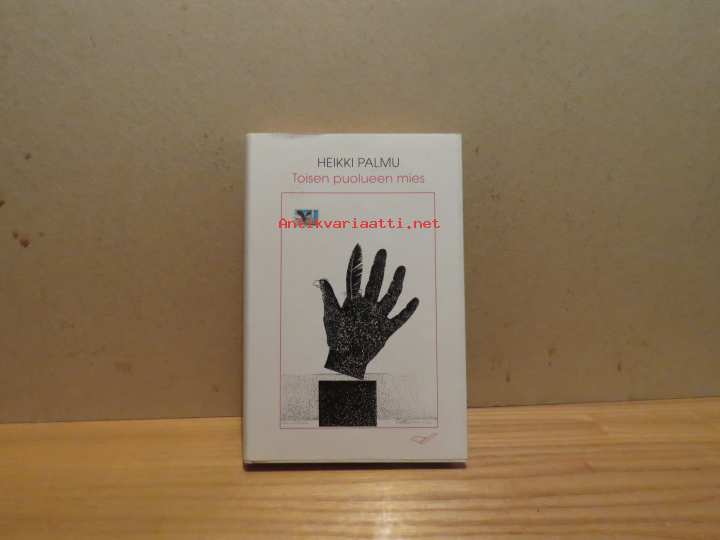 HEIKKI PALMU
Toisen puolueen mies
Antikvariaatti.net